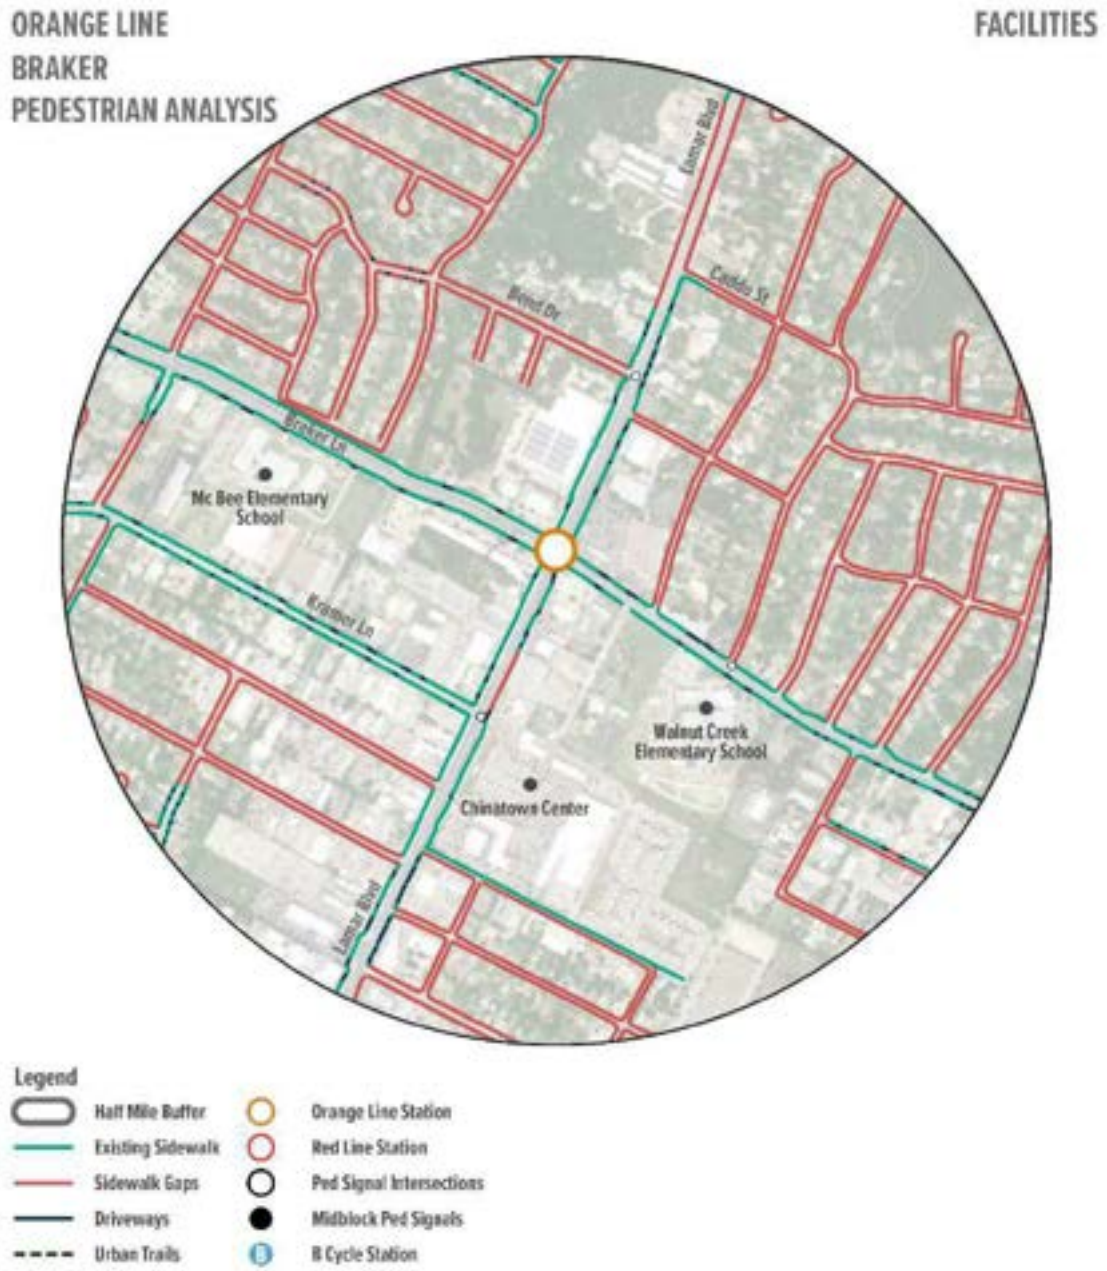 ORANGE LINE
BRAKER
PEDESTRIAN ANALYSIS
FACILITIES
Lamar Blvd
Caddo St
Bend Dr
Braker Ln
Mc Bee Elementary
School
Kramer Ln
Walnut Creek
Elementary School
Chinatown Center
Lamar Blvd
Legend
Half Mile Buffer
Orange Line Station
Existing Sidewalk
Red Line Station
Sidewalk Gaps
Ped Signal Intersections
Driveways
Midblock Ped Signals
Urban Trails
B
B Cycle Station